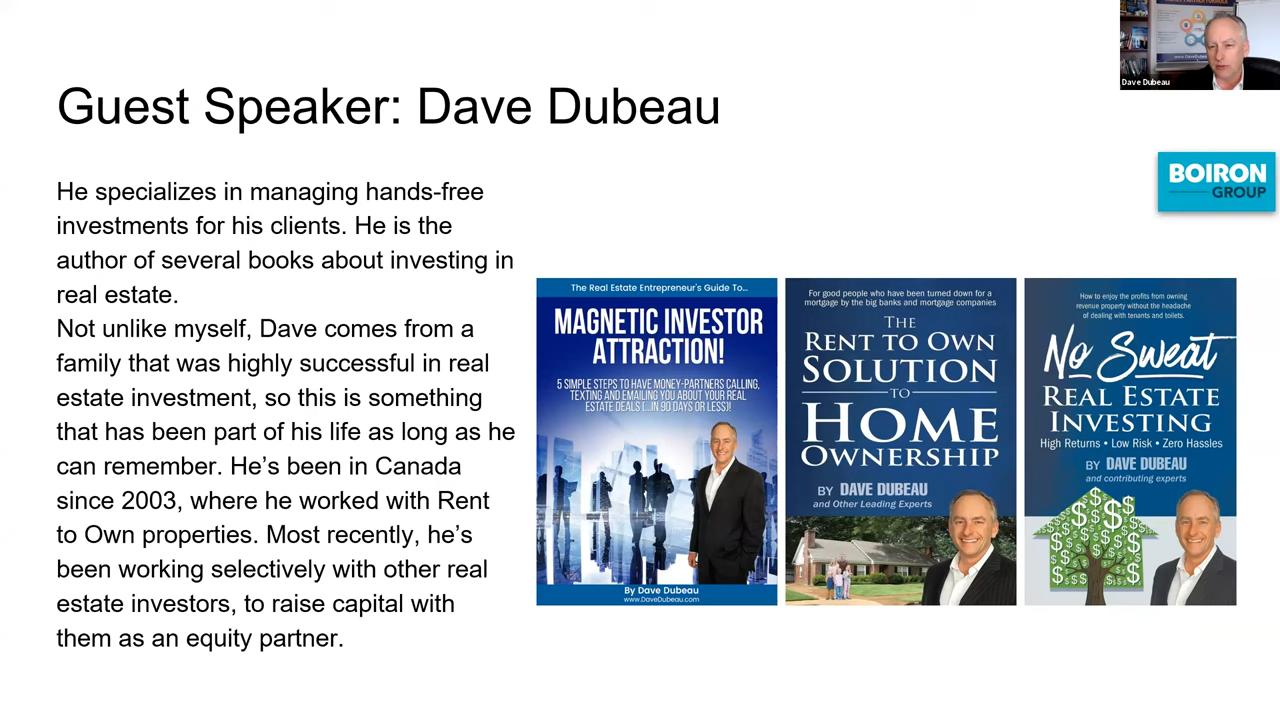 Guest Speaker: Dave Dubeau
Dave Dubeau
BOIRON
GROUP
He specializes in managing hands-free
investments for his clients. He is the
author of several books about investing in
real estate.
Not unlike myself, Dave comes from a
family that was highly successful in real
estate investment, so this is something
that has been part of his life as long as he
can remember. He’s been in Canada
since 2003, where he worked with Rent
to Own properties. Most recently, he’s
been working selectively with other real
estate investors, to raise capital with
them as an equity partner.
The Real Estate Entrepreneur's Guide To...
MAGNETIC INVESTOR
ATTRACTION!
5 SIMPLE STEPS TO HAVE MONEY-PARTNERS CALLING,
TEXTING AND EMAILING YOU ABOUT YOUR REAL
ESTATE DEALS (...IN 90 DAYS OR LESS)!
By Dave Dubeau
www.DaveDubeau.com
For good people who have been turned down for a
mortgage by the big banks and mortgage companies
THE
RENT TO OWN
SOLUTION
TO
HOME
OWNERSHIP
BY DAVE DUBEAU
and Other Leading Experts
How to enjoy the profits from owning
revenue property without the headache
of dealing with tenants and toilets.
No Sweat
REAL ESTATE
INVESTING
High Returns • Low Risk • Zero Hassles
BY DAVE DUBEAU
and contributing experts